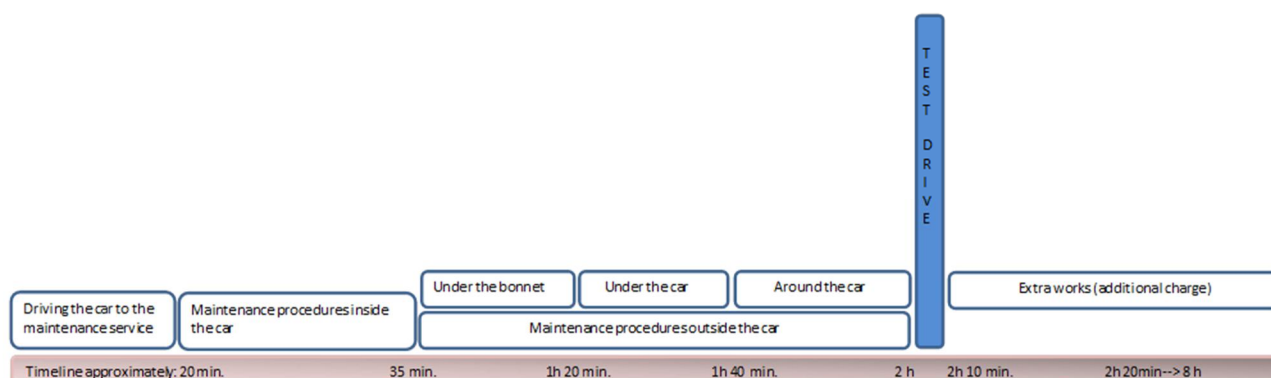 TEST DRIVE
Under the bonnet
Under the car
Around the car
Extra works (additional charge)
Driving the car to the
maintenance service
Maintenance procedures inside
the car
Maintenance procedures outside the car
Timeline approximately: 20 min. 35 min. 1h 20 min. 1h 40 min. 2 h 2h 10 min. 2h 20min--> 8 h